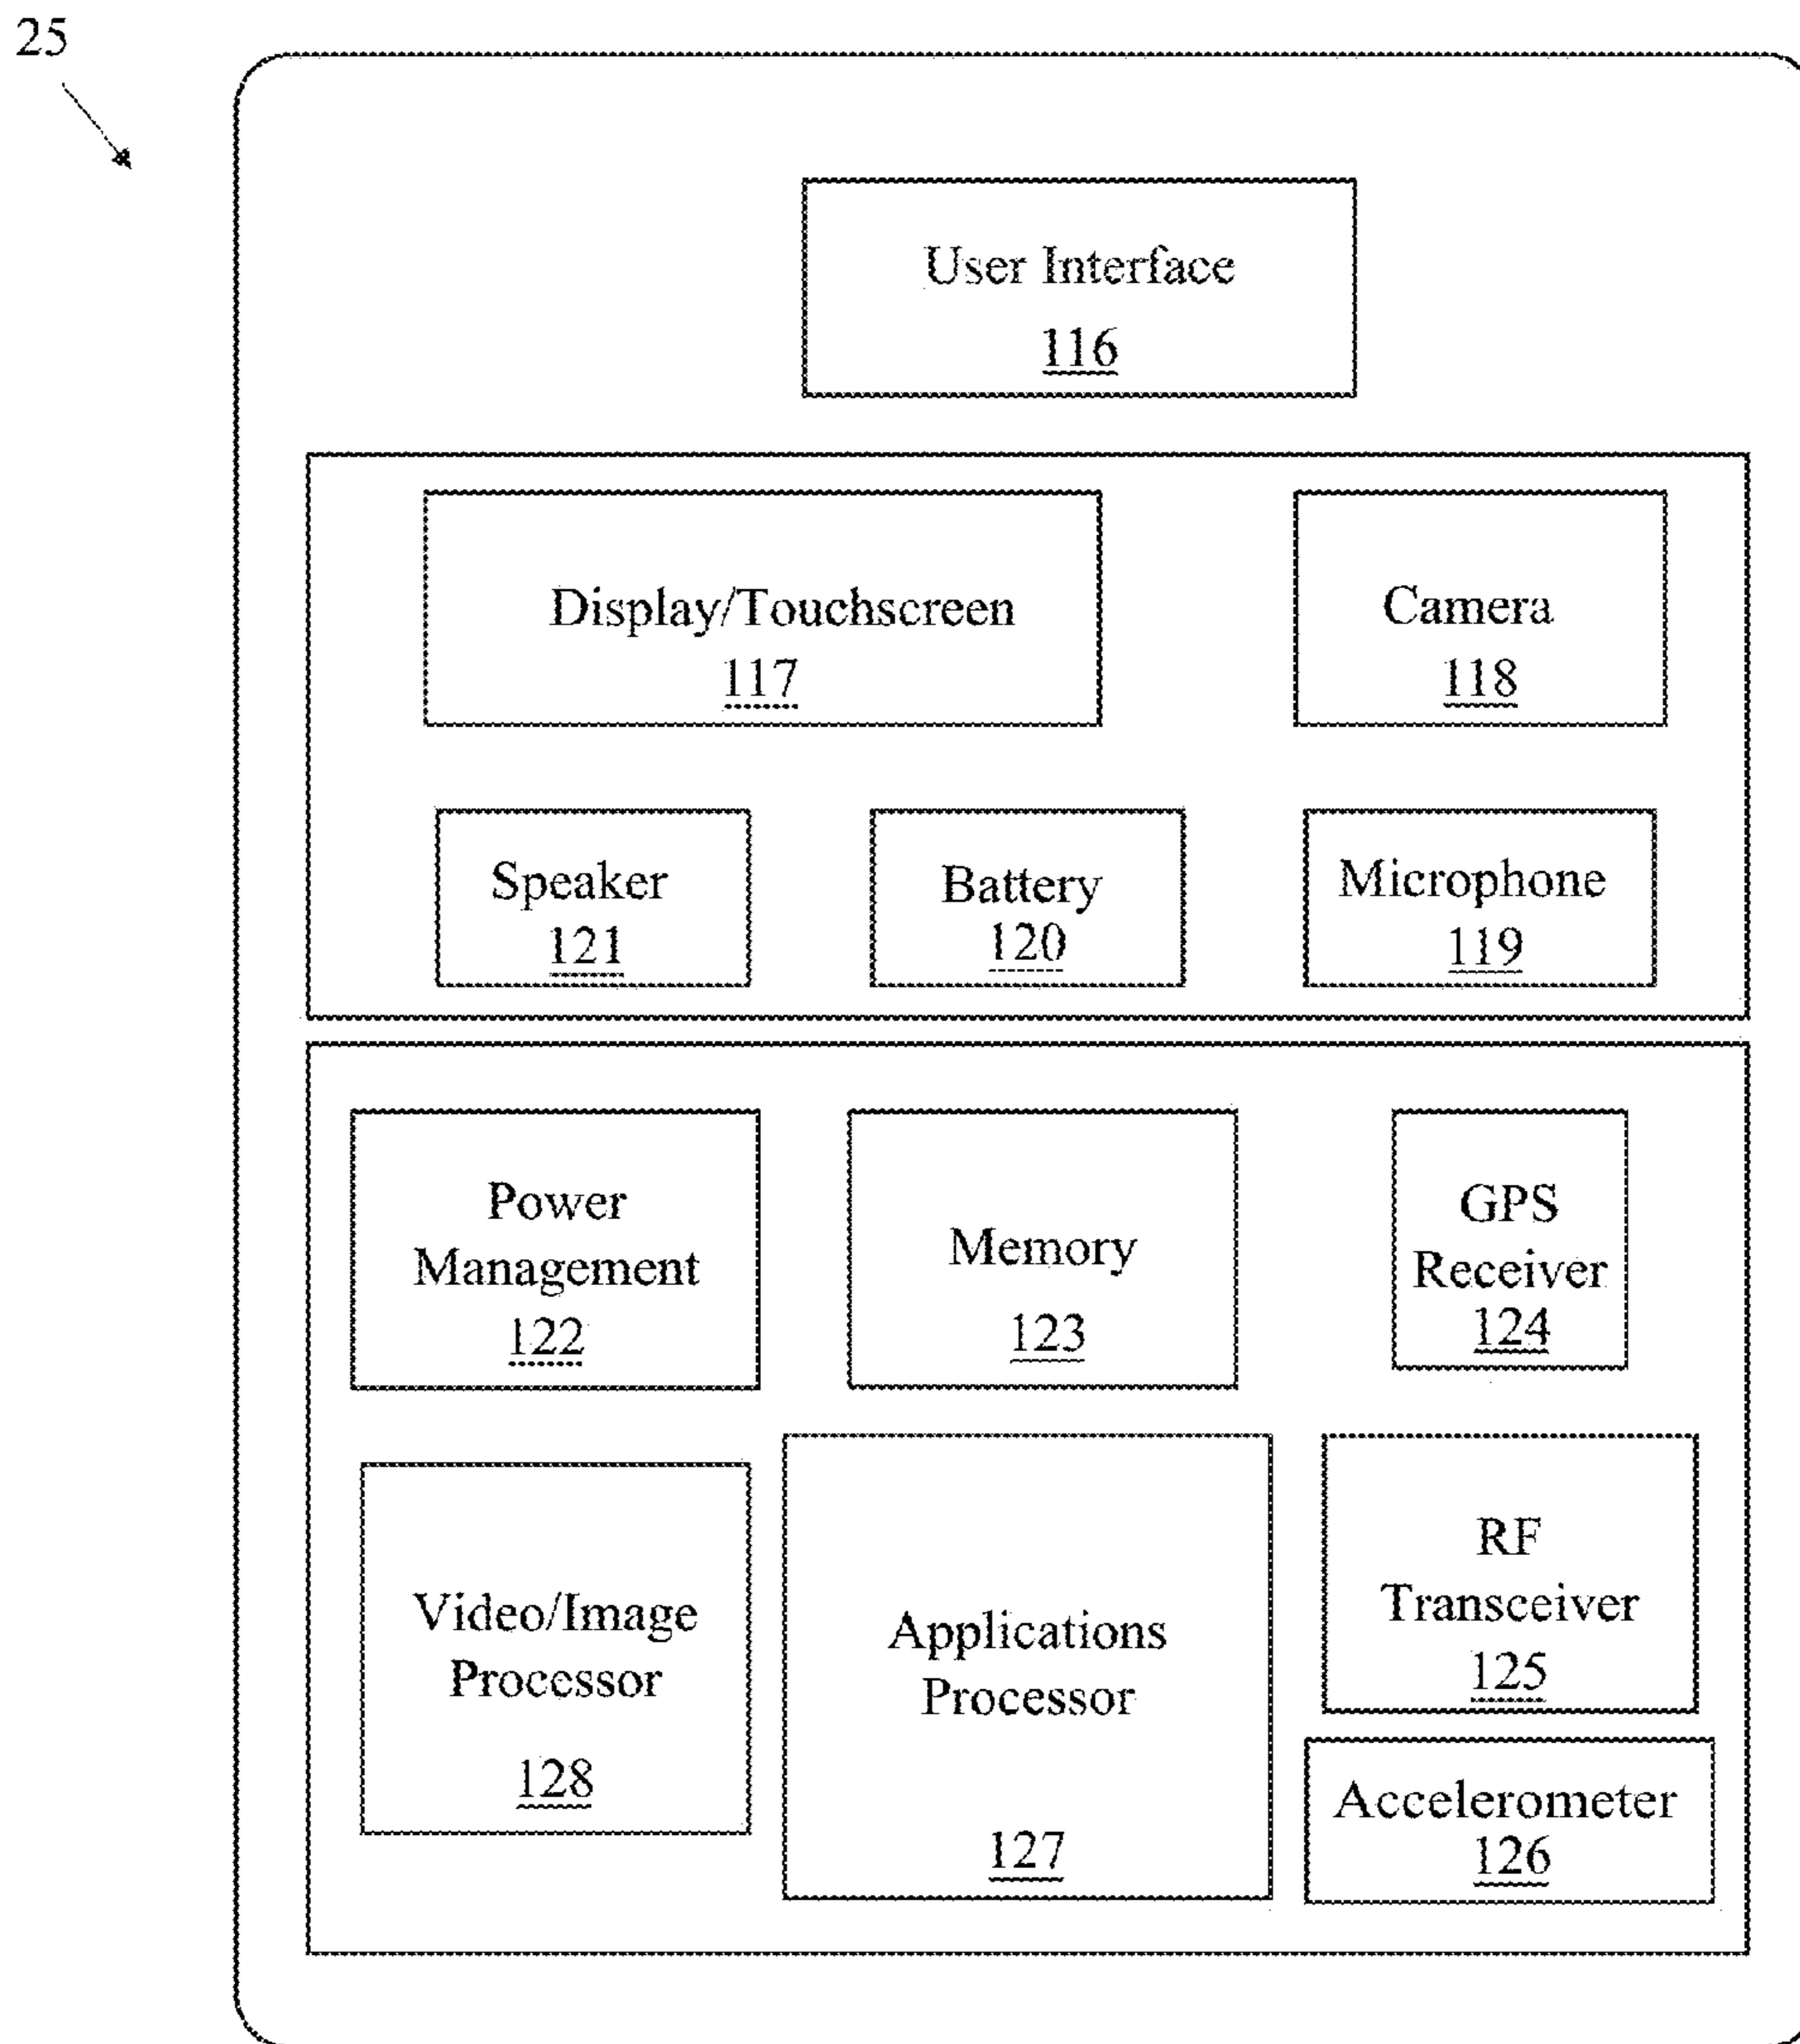 25
User Interface
116
Display/Touchscreen
117
Camera
118
Speaker
121
Battery
120
Microphone
119
Power
Management
122
Memory
123
GPS
Receiver
124
Video/Image
Processor
128
Applications
Processor
127
RF
Transceiver
125
Accelerometer
126